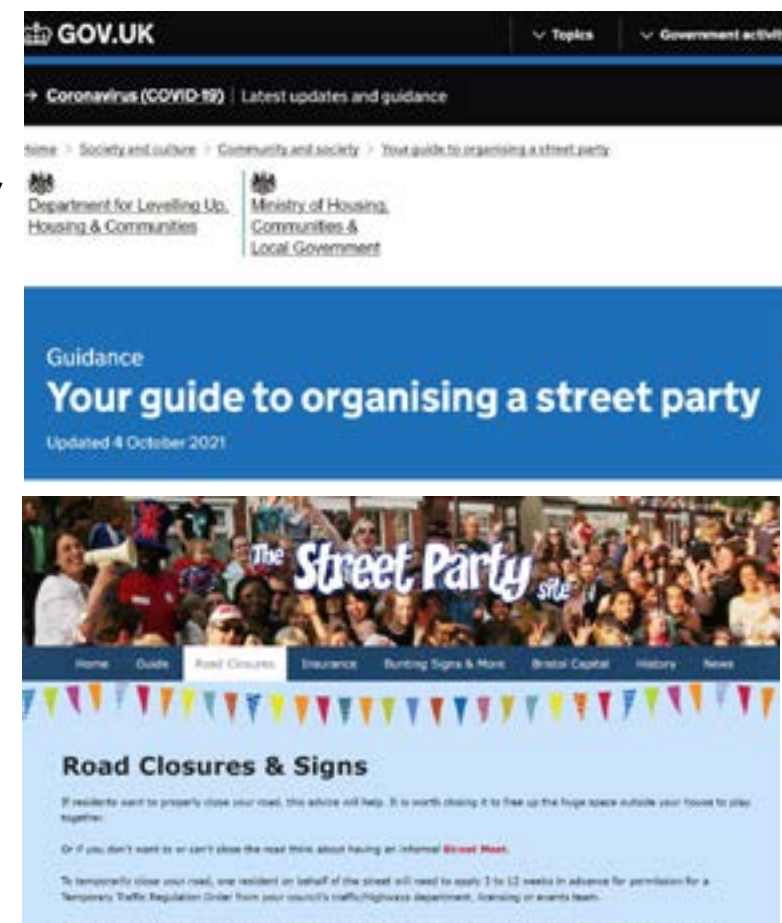 GOV.UK
Topics
Government activit
→ Coronavirus (COVID-19) | Latest updates and guidance
Home > Society and culture > Community and society > Your guide to organising a street party
Department for Levelling Up,
Housing & Communities
Ministry of Housing,
Communities &
Local Government
Guidance
Your guide to organising a street party
Updated 4 October 2021
The Street Party site
Home Guide Road Closures Insurance Bunting Signs & More Bristol Capital History News
Road Closures & Signs
If residents want to properly close your road, this advice will help. It is worth closing it to free up the huge space outside your house to play
together.
Or if you don't want to or can't close the road think about having an informal Street Meet.
To temporarily close your road, one resident on behalf of the street will need to apply 3 to 12 weeks in advance for permission for a
Temporary Traffic Regulation Order from your council's traffic/highways department, licensing or events team.